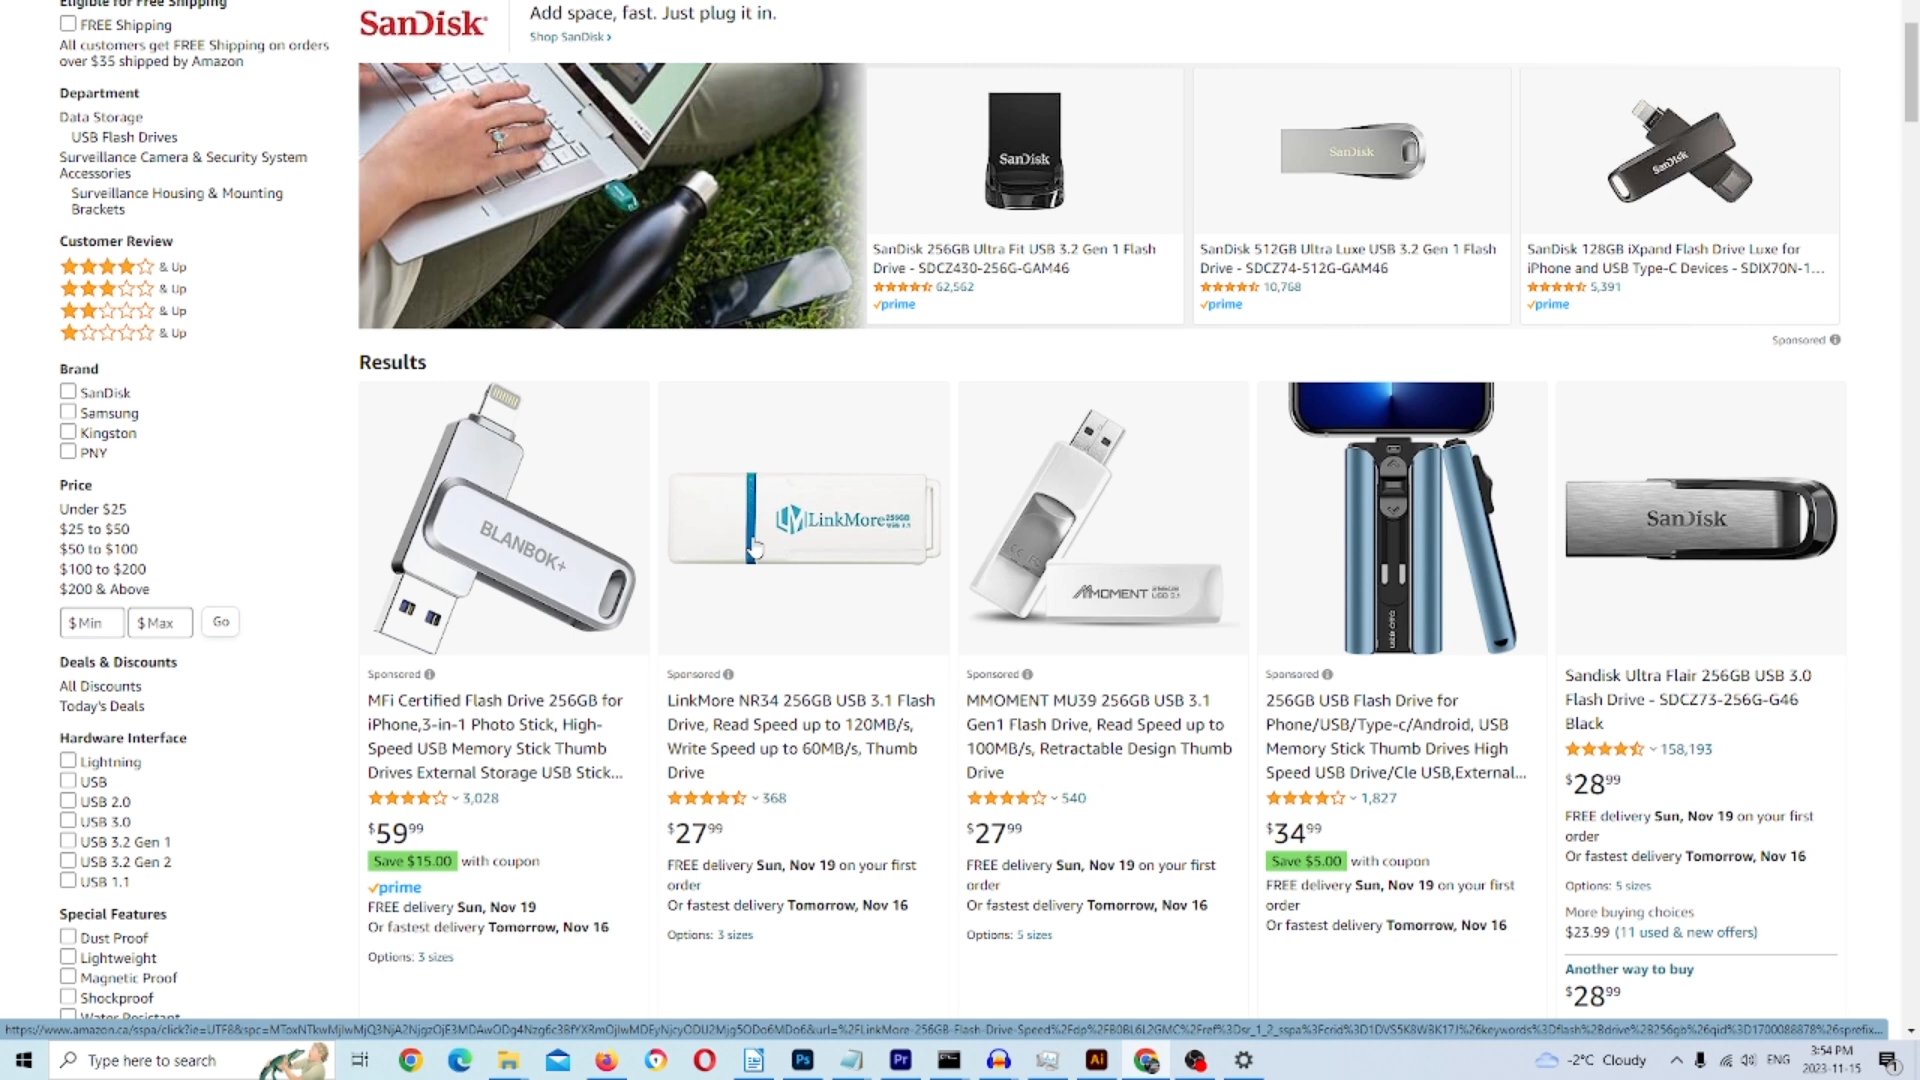 Eligible for Free Shipping
FREE Shipping
All customers get FREE Shipping on orders
over $35 shipped by Amazon
Department
Data Storage
USB Flash Drives
Surveillance Camera & Security System
Accessories
Surveillance Housing & Mounting
Brackets
Customer Review
& Up
& Up
& Up
& Up
Brand
SanDisk
Samsung
Kingston
PNY
Price
Under $25
$25 to $50
$50 to $100
$100 to $200
$200 & Above
$ Min
$ Max
Go
Deals & Discounts
All Discounts
Today's Deals
Hardware Interface
Lightning
USB
USB 2.0
USB 3.0
USB 3.2 Gen 1
USB 3.2 Gen 2
USB 1.1
Special Features
Dust Proof
Lightweight
Magnetic Proof
Shockproof
Water Resistant
SanDisk
Add space, fast. Just plug it in.
Shop SanDisk ›
SanDisk
SanDisk 256GB Ultra Fit USB 3.2 Gen 1 Flash
Drive - SDCZ430-256G-GAM46
62,562
prime
SanDisk
SanDisk 512GB Ultra Luxe USB 3.2 Gen 1 Flash
Drive - SDCZ74-512G-GAM46
10,768
prime
SanDisk
SanDisk 128GB iXpand Flash Drive Luxe for
iPhone and USB Type-C Devices - SDIX70N-1...
5,391
prime
Sponsored
Results
BLANBOK+
Sponsored
MFi Certified Flash Drive 256GB for
iPhone,3-in-1 Photo Stick, High-
Speed USB Memory Stick Thumb
Drives External Storage USB Stick...
3,028
$59 99
Save $15.00 with coupon
prime
FREE delivery Sun, Nov 19
Or fastest delivery Tomorrow, Nov 16
Options: 3 sizes
LinkMore 256GB
USB 3.1
Sponsored
LinkMore NR34 256GB USB 3.1 Flash
Drive, Read Speed up to 120MB/s,
Write Speed up to 60MB/s, Thumb
Drive
368
$27 99
FREE delivery Sun, Nov 19 on your first
order
Or fastest delivery Tomorrow, Nov 16
Options: 3 sizes
MMOMENT
USB 3.1
Sponsored
MMOMENT MU39 256GB USB 3.1
Gen1 Flash Drive, Read Speed up to
100MB/s, Retractable Design Thumb
Drive
540
$27 99
FREE delivery Sun, Nov 19 on your first
order
Or fastest delivery Tomorrow, Nov 16
Options: 5 sizes
Sponsored
256GB USB Flash Drive for
Phone/USB/Type-c/Android, USB
Memory Stick Thumb Drives High
Speed USB Drive/Cle USB,External...
1,827
$34 99
Save $5.00 with coupon
FREE delivery Sun, Nov 19 on your first
order
Or fastest delivery Tomorrow, Nov 16
SanDisk
Sandisk Ultra Flair 256GB USB 3.0
Flash Drive - SDCZ73-256G-G46
Black
158,193
$28 99
FREE delivery Sun, Nov 19 on your first
order
Or fastest delivery Tomorrow, Nov 16
Options: 5 sizes
More buying choices
$23.99 (11 used & new offers)
Another way to buy
$28 99
Type here to search
Ps
Pr
Ai
-2°C Cloudy
ENG
3:54 PM
2023-11-15
1